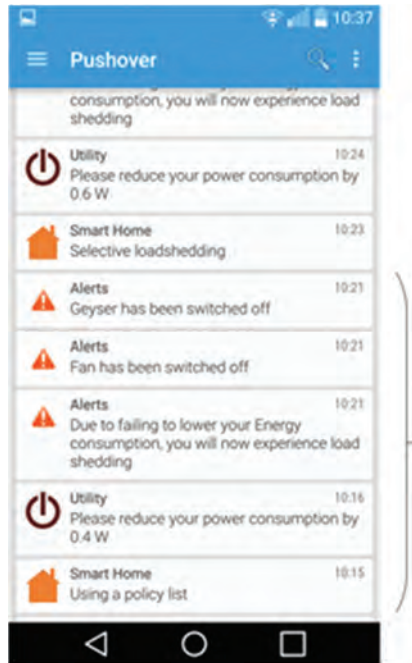 10:37
Pushover
consumption, you will now experience load
shedding
Utility 10:24
Please reduce your power consumption by
0.6 W
Smart Home 10:23
Selective loadshedding
Alerts 10:21
Geyser has been switched off
Alerts 10:21
Fan has been switched off
Alerts 10:21
Due to failing to lower your Energy
consumption, you will now experience load
shedding
Utility 10:16
Please reduce your power consumption by
0.4 W
Smart Home 10:15
Using a policy list